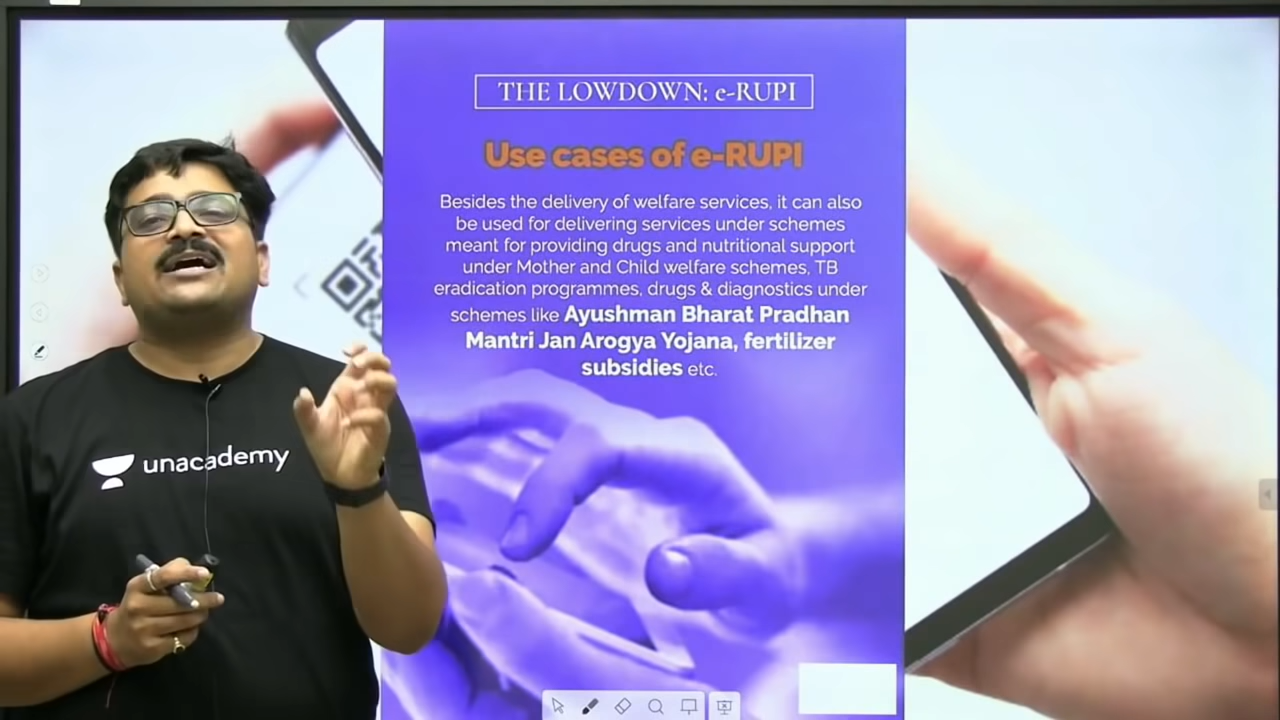 THE LOWDOWN: e-RUPI
Use cases of e-RUPI
Besides the delivery of welfare services, it can also
be used for delivering services under schemes
meant for providing drugs and nutritional support
under Mother and Child welfare schemes, TB
eradication programmes, drugs & diagnostics under
schemes like Ayushman Bharat Pradhan
Mantri Jan Arogya Yojana, fertilizer
subsidies etc.
unacademy